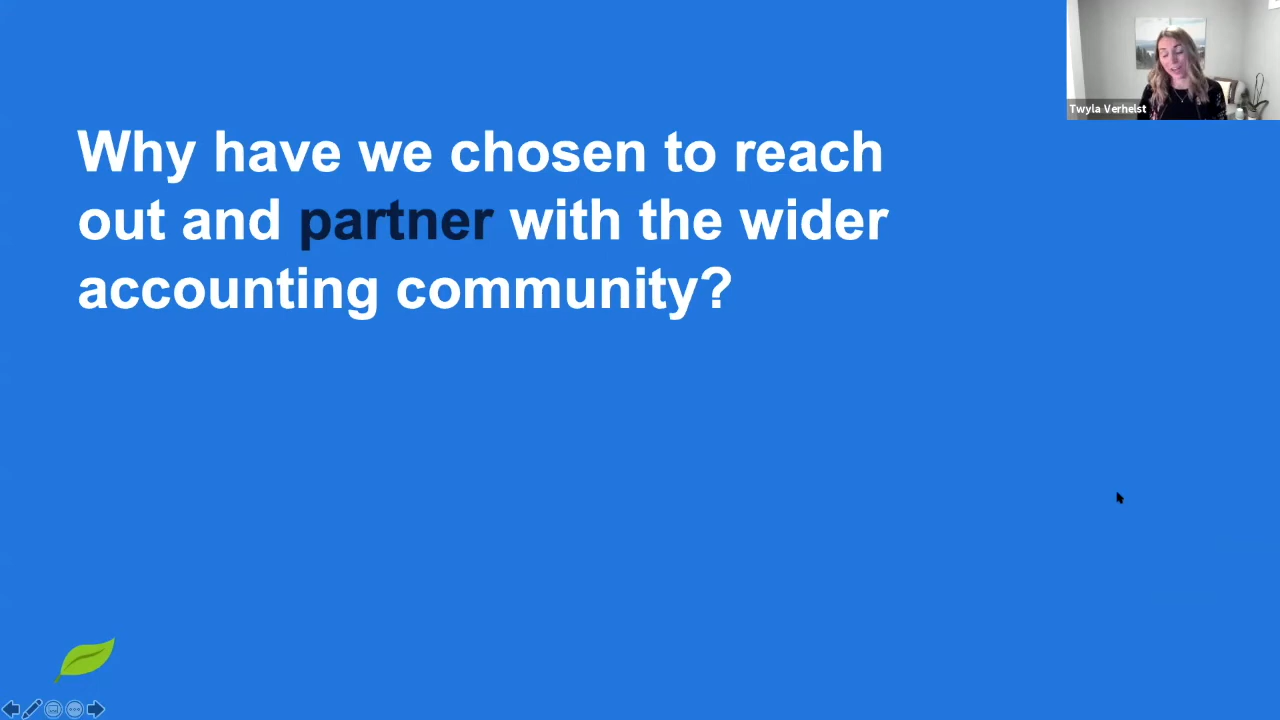 Twyla Verhelst
Why have we chosen to reach
out and partner with the wider
accounting community?